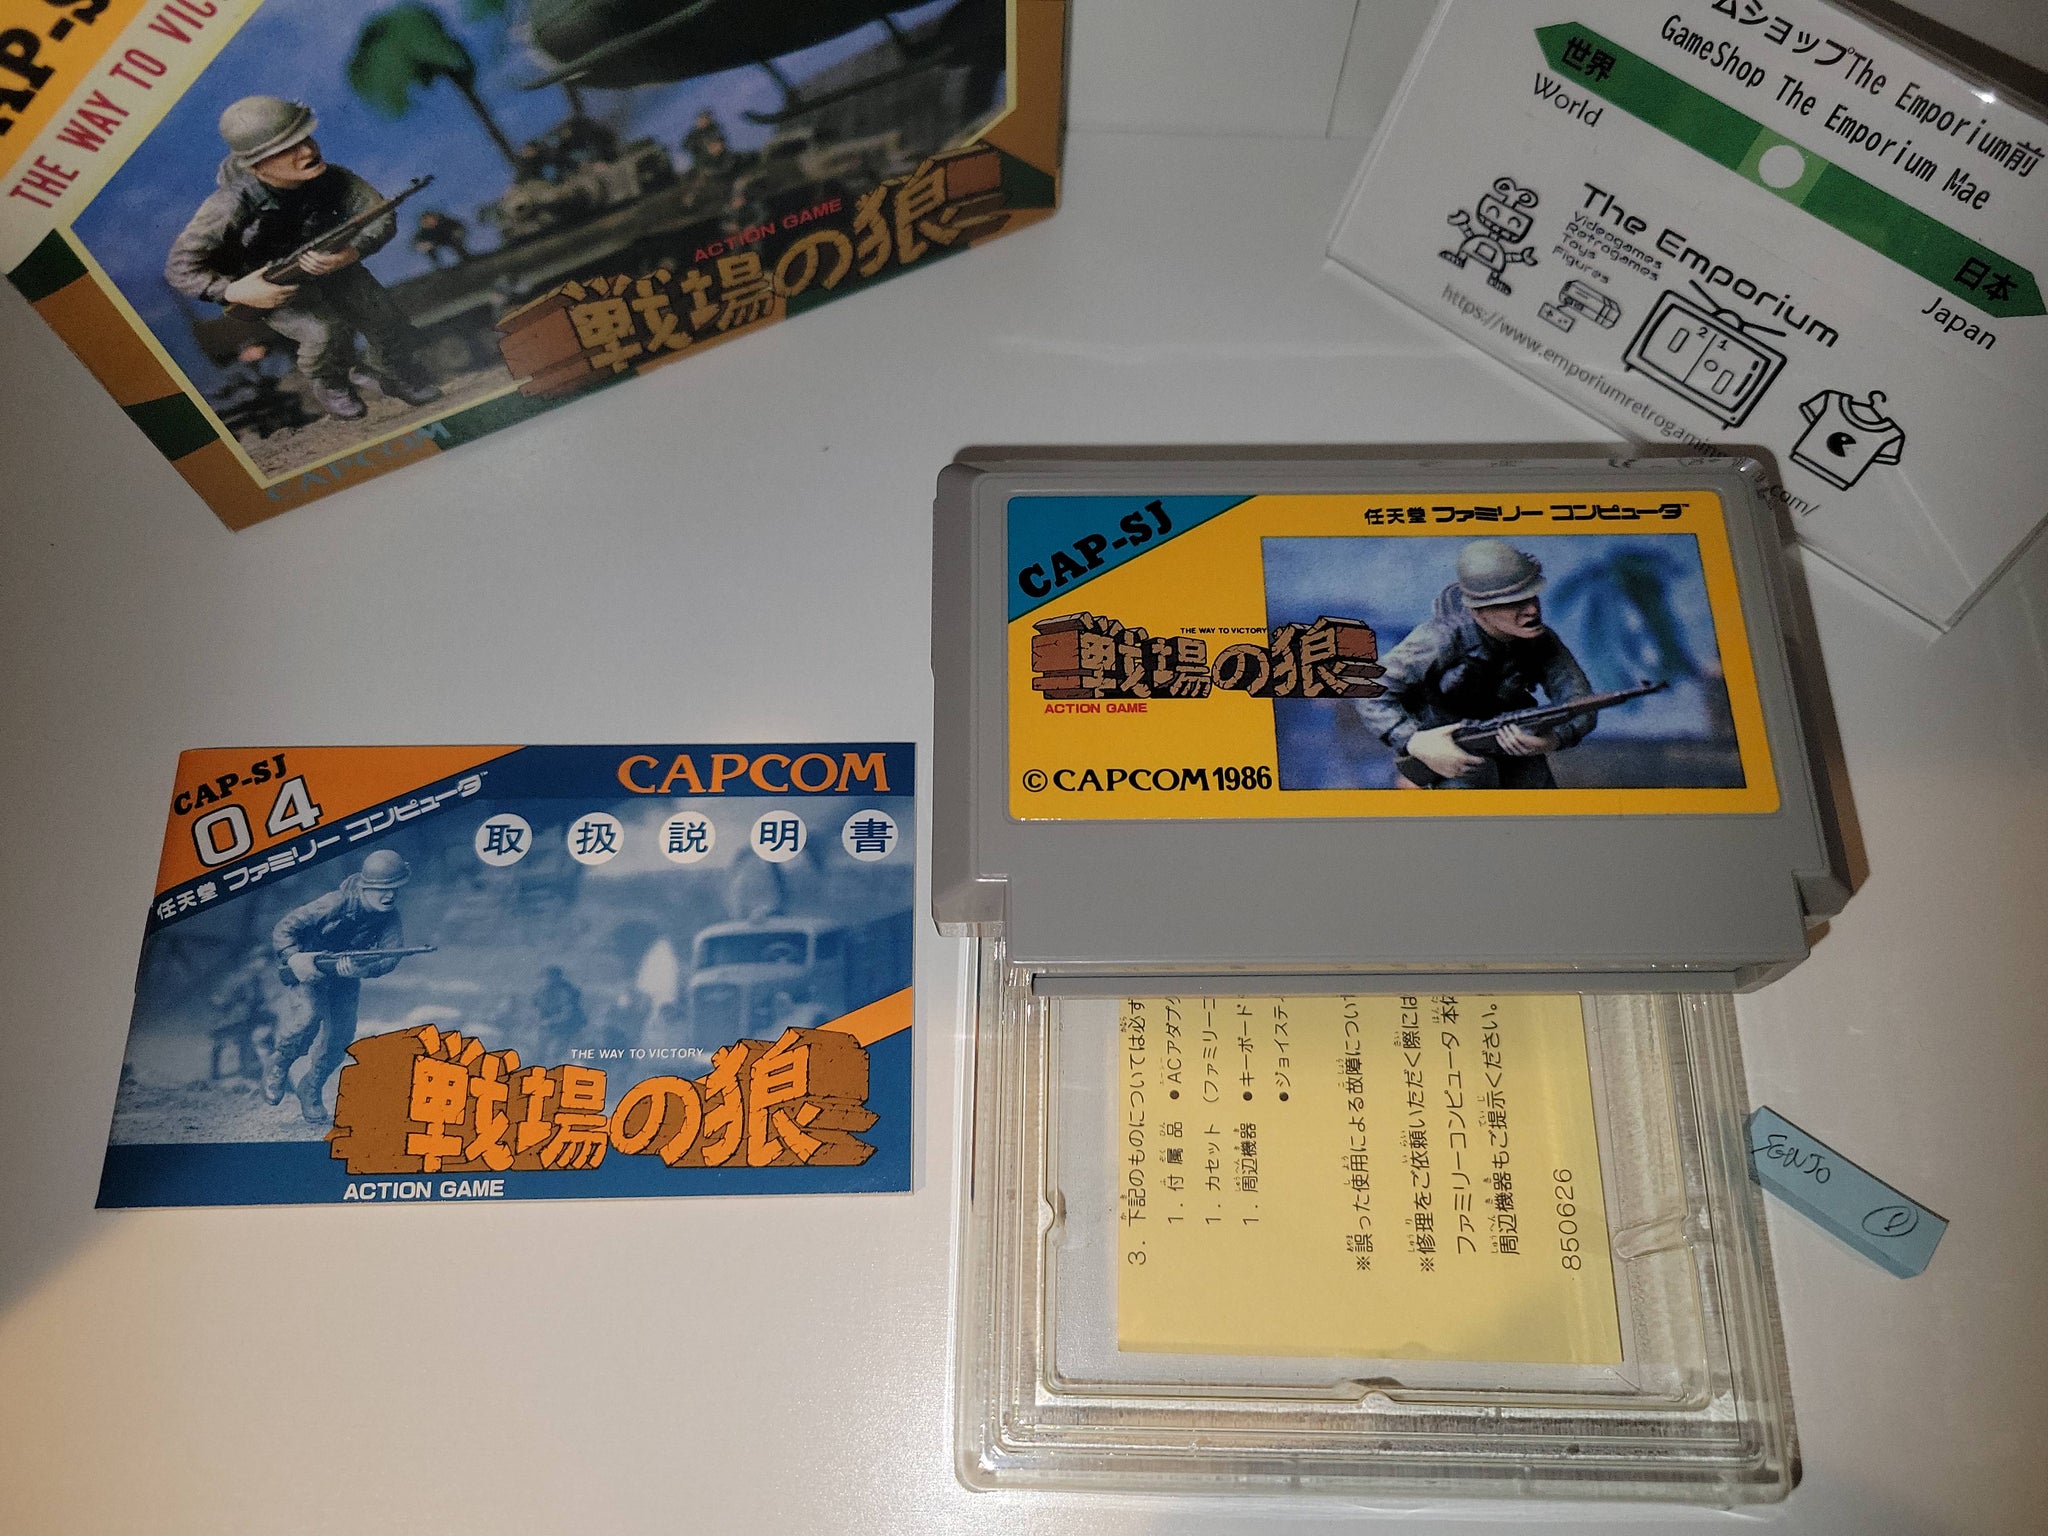 CAP-S
THE WAY TO VIC
ACTION GAME
戦場の狼
CAPCOM
ムショップThe Emporium前
GameShop The Emporium Mae
世界
World
日本
Japan
The Emporium
Videogames
Retrogames
Toys
Figures
2 1
https://www.emporiumretrogaming.com/
CAP-SJ
任天堂 ファミリー コンピュータ
THE WAY TO VICTORY
戦場の狼
ACTION GAME
© CAPCOM 1986
CAP-SJ
04
任天堂 ファミリー コンピュータ
CAPCOM
取扱説明書
THE WAY TO VICTORY
戦場の狼
ACTION GAME
3. 下記のものについては必ず
1. 付属品 ●ACアダプタ
1. カセット (ファミリーコ
1. 周辺機器 ●キーボード
●ジョイステ
※誤った使用による故障につい
※修理をご依頼いただく際には
ファミリーコンピュータ本体
周辺機器もご提示ください。
850626